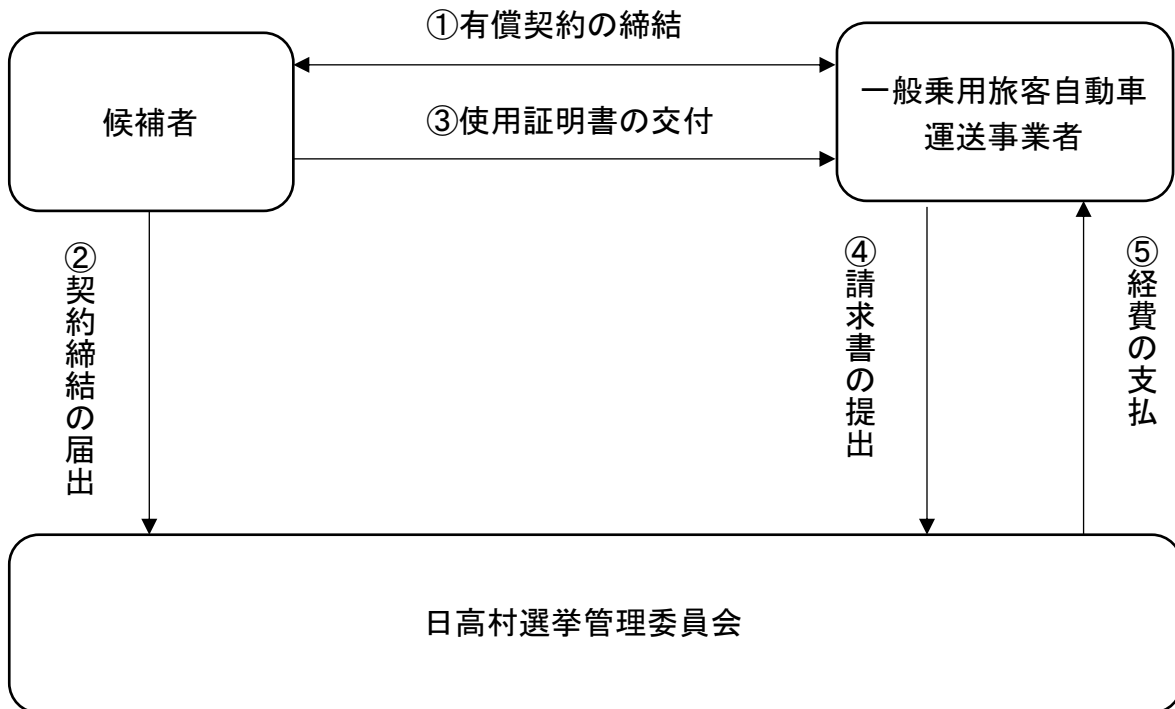 ①有償契約の締結
候補者
一般乗用旅客自動車
運送事業者
③使用証明書の交付
②契約締結の届出
④請求書の提出
⑤経費の支払
日高村選挙管理委員会